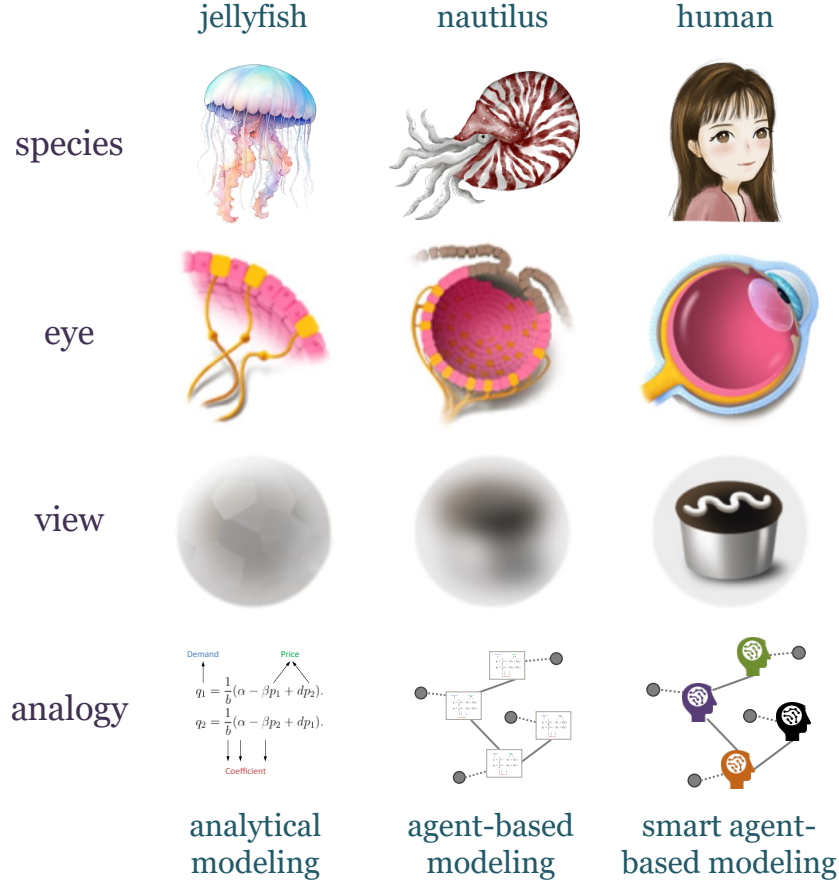 jellyfish nautilus human
species
eye
view
analogy
Demand Price
q₁ = 1/b(α − βp₁ + dp₂).
q₂ = 1/b(α − βp₂ + dp₁).
Coefficient
analytical modeling
agent-based modeling
smart agent-based modeling